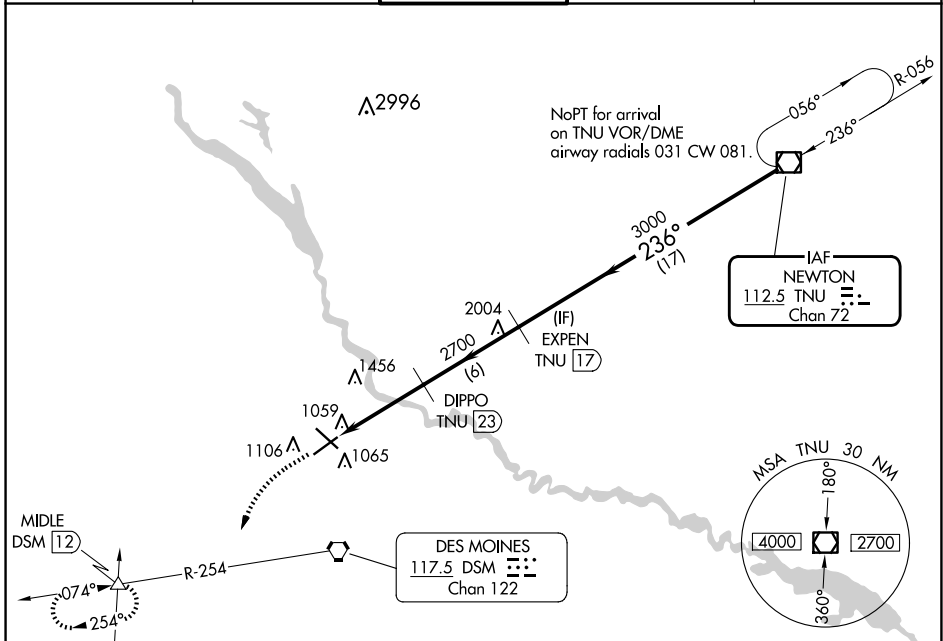 2996
NoPT for arrival
on TNU VOR/DME
airway radials 031 CW 081.
056°
R-056
236°
3000
236°
(17)
IAF
NEWTON
112.5 TNU
Chan 72
2004
(IF)
EXPEN
TNU 17
2700
(6)
1456
DIPPO
TNU 23
1059
1106
1065
MIDLE
DSM 12
R-254
074°
254°
DES MOINES
117.5 DSM
Chan 122
MSA TNU 30 NM
180°
4000
2700
360°